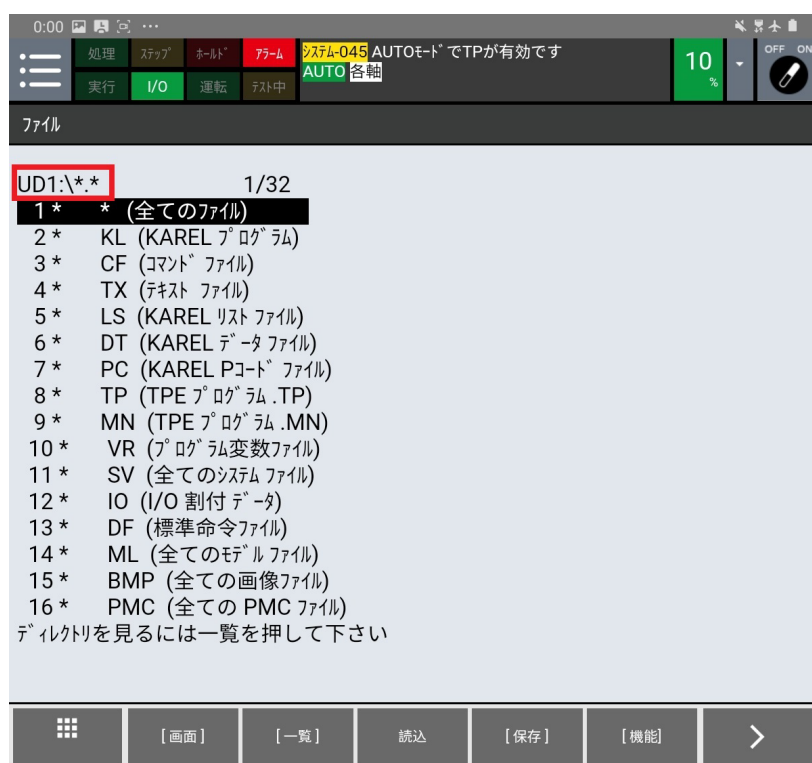 0:00 ...
処理 ｽﾃｯﾌﾟ ﾎｰﾙﾄﾞ ｱﾗｰﾑ ｼｽﾃﾑ-045 AUTOﾓｰﾄﾞでTPが有効です
実行 I/O 運転 ﾃｽﾄ中 AUTO 各軸
10 %
OFF ON
ﾌｧｲﾙ
UD1:\*.* 1/32
1 * * (全てのﾌｧｲﾙ)
2 * KL (KAREL ﾌﾟﾛｸﾞﾗﾑ)
3 * CF (ｺﾏﾝﾄﾞ ﾌｧｲﾙ)
4 * TX (ﾃｷｽﾄ ﾌｧｲﾙ)
5 * LS (KAREL ﾘｽﾄ ﾌｧｲﾙ)
6 * DT (KAREL ﾃﾞｰﾀ ﾌｧｲﾙ)
7 * PC (KAREL Pｺｰﾄﾞ ﾌｧｲﾙ)
8 * TP (TPE ﾌﾟﾛｸﾞﾗﾑ .TP)
9 * MN (TPE ﾌﾟﾛｸﾞﾗﾑ .MN)
10 * VR (ﾌﾟﾛｸﾞﾗﾑ変数ﾌｧｲﾙ)
11 * SV (全てのｼｽﾃﾑ ﾌｧｲﾙ)
12 * IO (I/O 割付 ﾃﾞｰﾀ)
13 * DF (標準命令ﾌｧｲﾙ)
14 * ML (全てのﾓﾃﾞﾙ ﾌｧｲﾙ)
15 * BMP (全ての画像ﾌｧｲﾙ)
16 * PMC (全ての PMC ﾌｧｲﾙ)
ﾃﾞｨﾚｸﾄﾘを見るには一覧を押して下さい
[ 画面 ] [ 一覧 ] 読込 [ 保存 ] [ 機能]